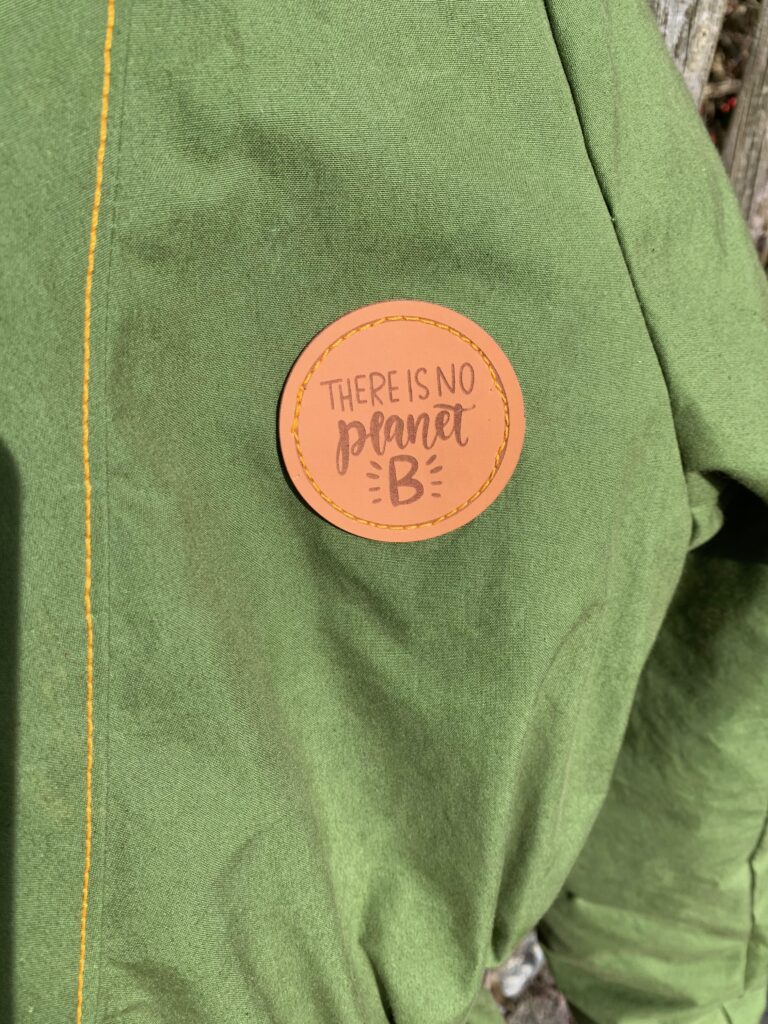 THERE IS NO
planet
B